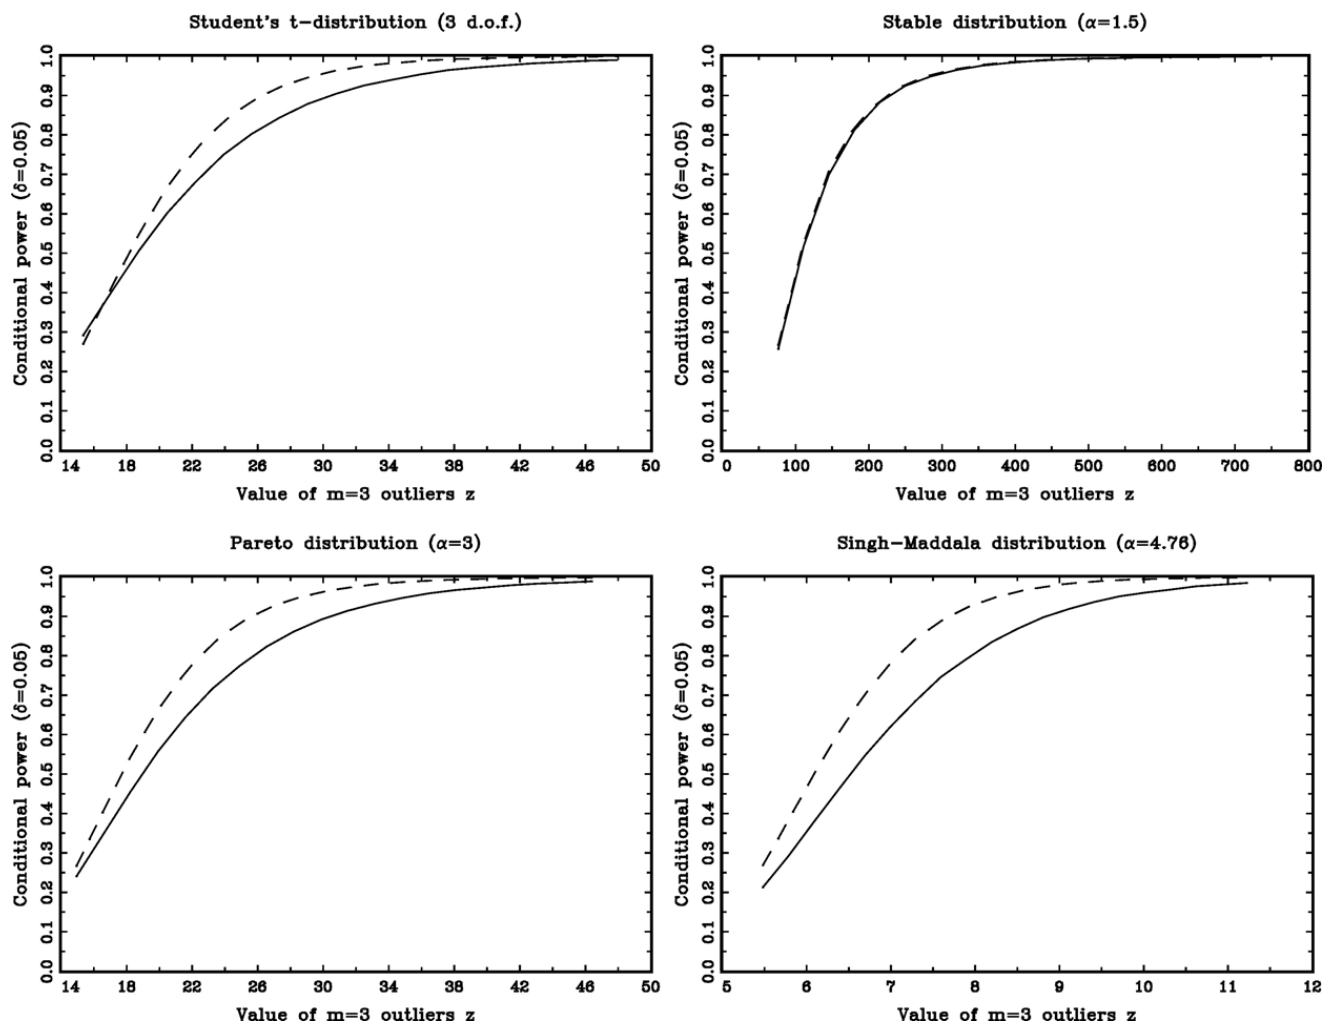 Student's t-distribution (3 d.o.f.)
Conditional power (δ=0.05)
1.0
0.9
0.8
0.7
0.6
0.5
0.4
0.3
0.2
0.1
0.0
14 18 22 26 30 34 38 42 46 50
Value of m=3 outliers z
Stable distribution (α=1.5)
Conditional power (δ=0.05)
1.0
0.9
0.8
0.7
0.6
0.5
0.4
0.3
0.2
0.1
0.0
0 100 200 300 400 500 600 700 800
Value of m=3 outliers z
Pareto distribution (α=3)
Conditional power (δ=0.05)
1.0
0.9
0.8
0.7
0.6
0.5
0.4
0.3
0.2
0.1
0.0
14 18 22 26 30 34 38 42 46 50
Value of m=3 outliers z
Singh-Maddala distribution (α=4.76)
Conditional power (δ=0.05)
1.0
0.9
0.8
0.7
0.6
0.5
0.4
0.3
0.2
0.1
0.0
5 6 7 8 9 10 11 12
Value of m=3 outliers z